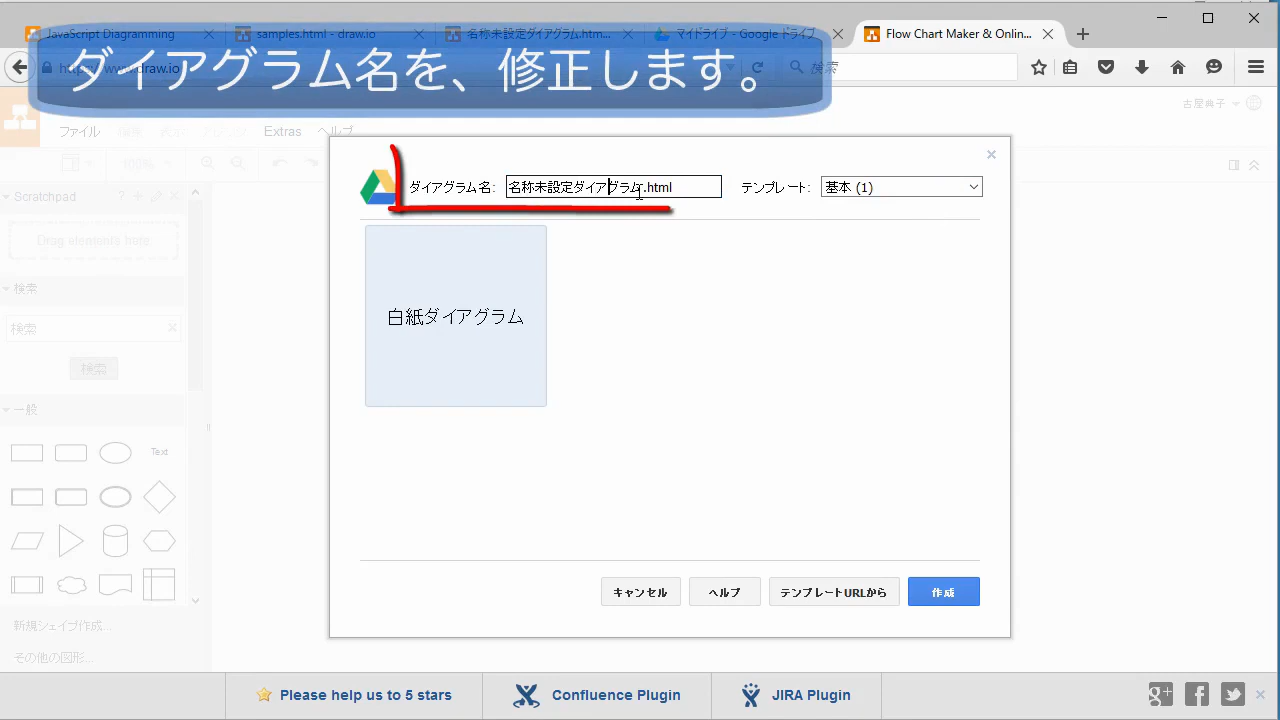 JavaScript Diagramming
samples.html - draw.io
名称未設定ダイアグラム.htm...
マイドライブ - Google ドライブ
Flow Chart Maker & Onlin...
ダイアグラム名を、修正します。
検索
古屋典子
ファイル
Extras
ヘルプ
Scratchpad
Drag elements here
ダイアグラム名:
名称未設定ダイアグラム.html
テンプレート:
基本 (1)
白紙ダイアグラム
検索
検索
検索
一般
Text
新規シェイプ作成...
その他の図形...
キャンセル
ヘルプ
テンプレートURLから
作成
Please help us to 5 stars
Confluence Plugin
JIRA Plugin